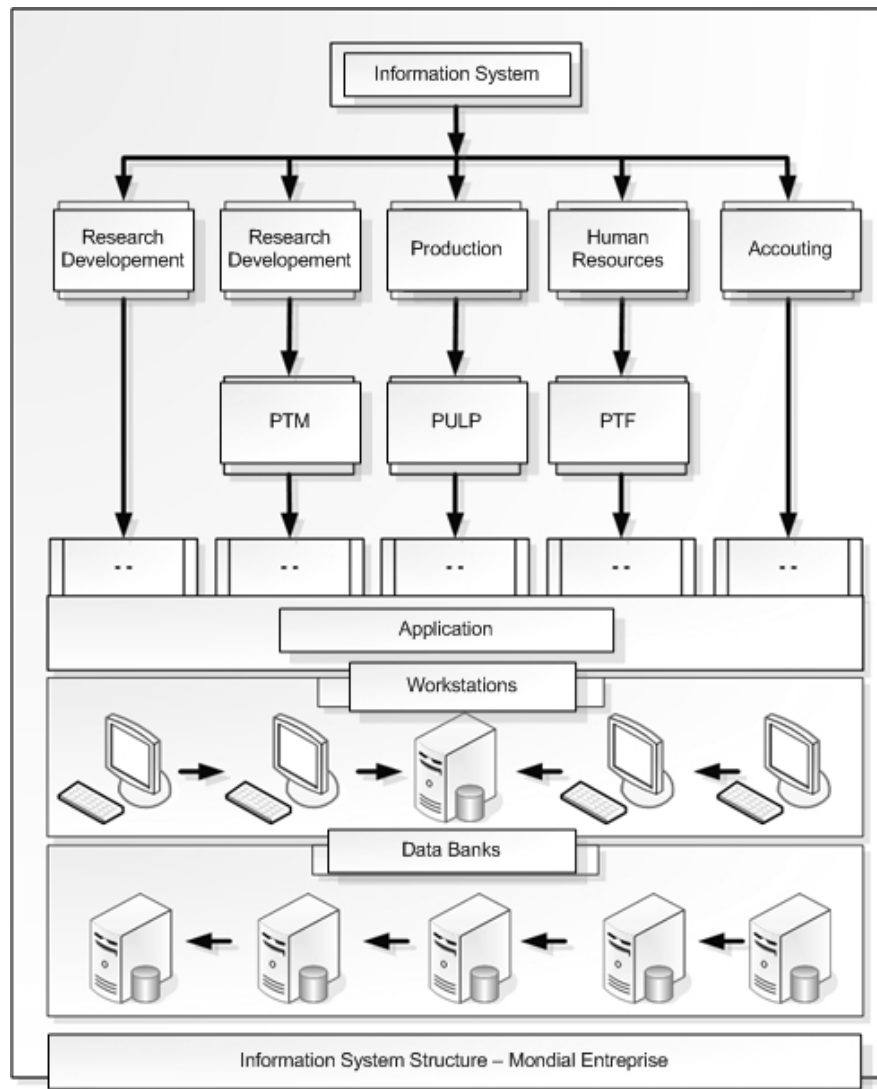 Information System
Research
Developement
Research
Developement
Production
Human
Resources
Accouting
PTM
PULP
PTF
- -
- -
- -
- -
- -
Application
Workstations
Data Banks
Information System Structure – Mondial Entreprise